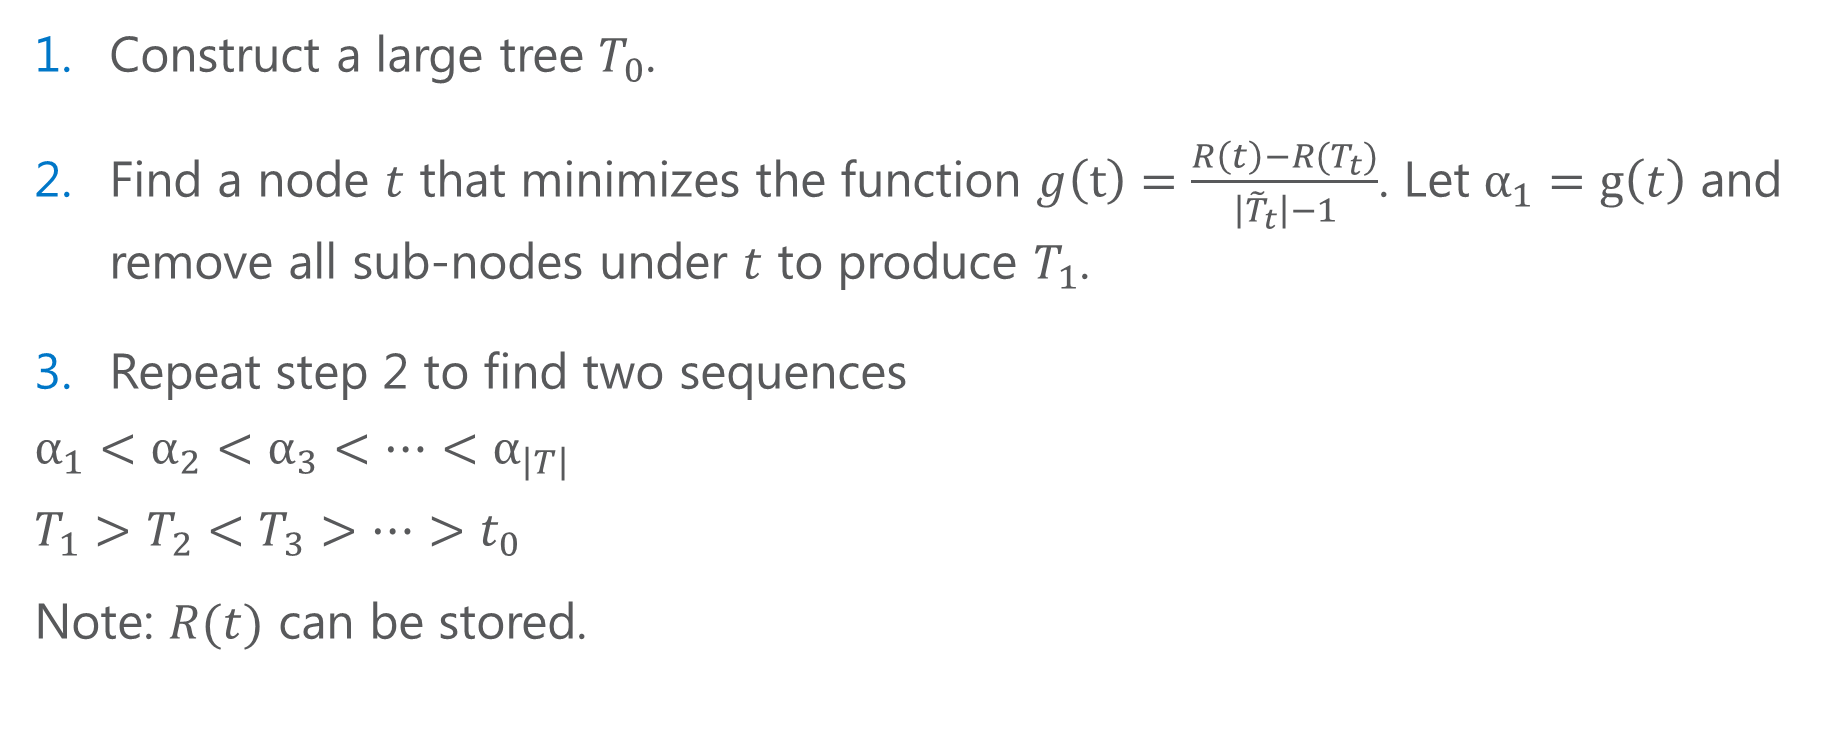 1. Construct a large tree T₀.
2. Find a node t that minimizes the function g(t) = \frac{R(t)−R(T_t)}{|T̃_t|−1}. Let α₁ = g(t) and
remove all sub-nodes under t to produce T₁.
3. Repeat step 2 to find two sequences
α₁ < α₂ < α₃ < ⋯ < α_{|T|}
T₁ > T₂ < T₃ > ⋯ > t₀
Note: R(t) can be stored.